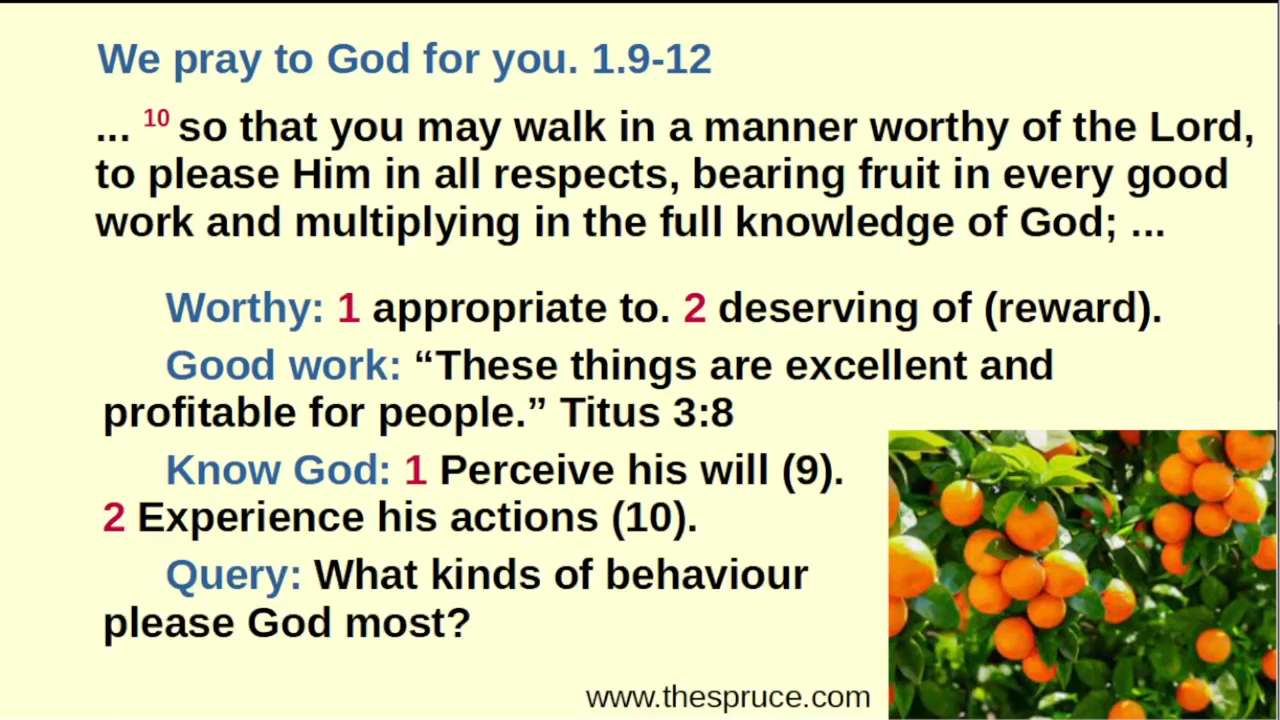 We pray to God for you. 1.9-12
... 10 so that you may walk in a manner worthy of the Lord,
to please Him in all respects, bearing fruit in every good
work and multiplying in the full knowledge of God; ...
Worthy: 1 appropriate to. 2 deserving of (reward).
Good work: “These things are excellent and
profitable for people.” Titus 3:8
Know God: 1 Perceive his will (9).
2 Experience his actions (10).
Query: What kinds of behaviour
please God most?
www.thespruce.com